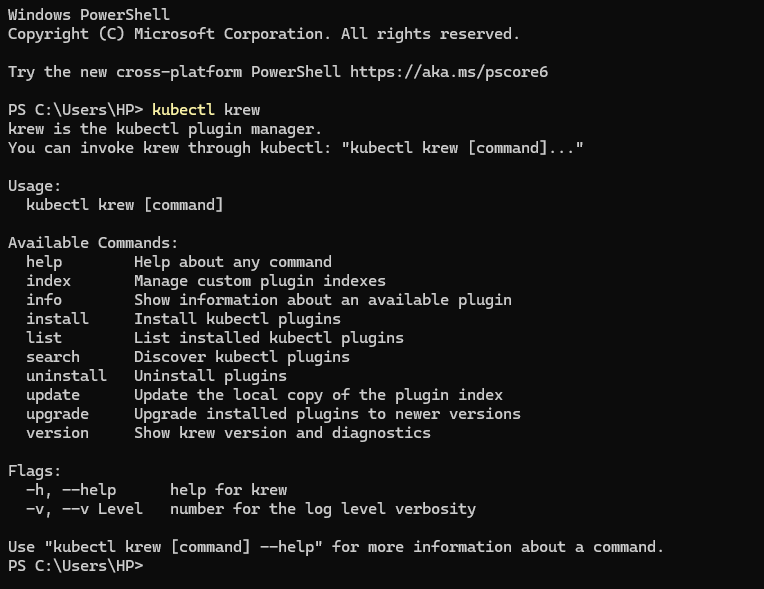 Windows PowerShell
Copyright (C) Microsoft Corporation. All rights reserved.
Try the new cross-platform PowerShell https://aka.ms/pscore6
PS C:\Users\HP> kubectl krew
krew is the kubectl plugin manager.
You can invoke krew through kubectl: "kubectl krew [command]..."
Usage:
  kubectl krew [command]
Available Commands:
  help        Help about any command
  index       Manage custom plugin indexes
  info        Show information about an available plugin
  install     Install kubectl plugins
  list        List installed kubectl plugins
  search      Discover kubectl plugins
  uninstall   Uninstall plugins
  update      Update the local copy of the plugin index
  upgrade     Upgrade installed plugins to newer versions
  version     Show krew version and diagnostics
Flags:
  -h, --help      help for krew
  -v, --v Level   number for the log level verbosity
Use "kubectl krew [command] --help" for more information about a command.
PS C:\Users\HP>